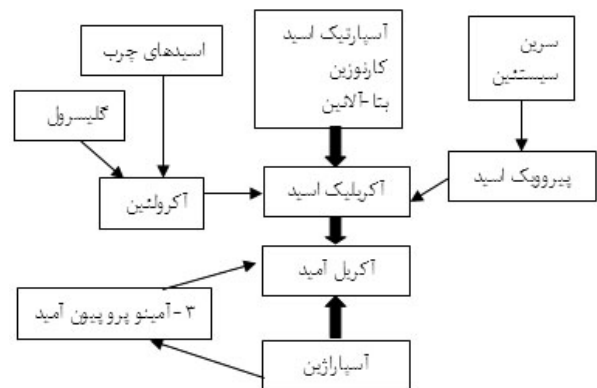 اسیدهای چرب
آسپارتیک اسید
کارنوزین
بتا-آلانین
سرین
سیستئین
گلیسرول
آکرولئین
آکریلیک اسید
پیروویک اسید
آکریل آمید
۳-آمینو پروپیون آمید
آسپاراژین